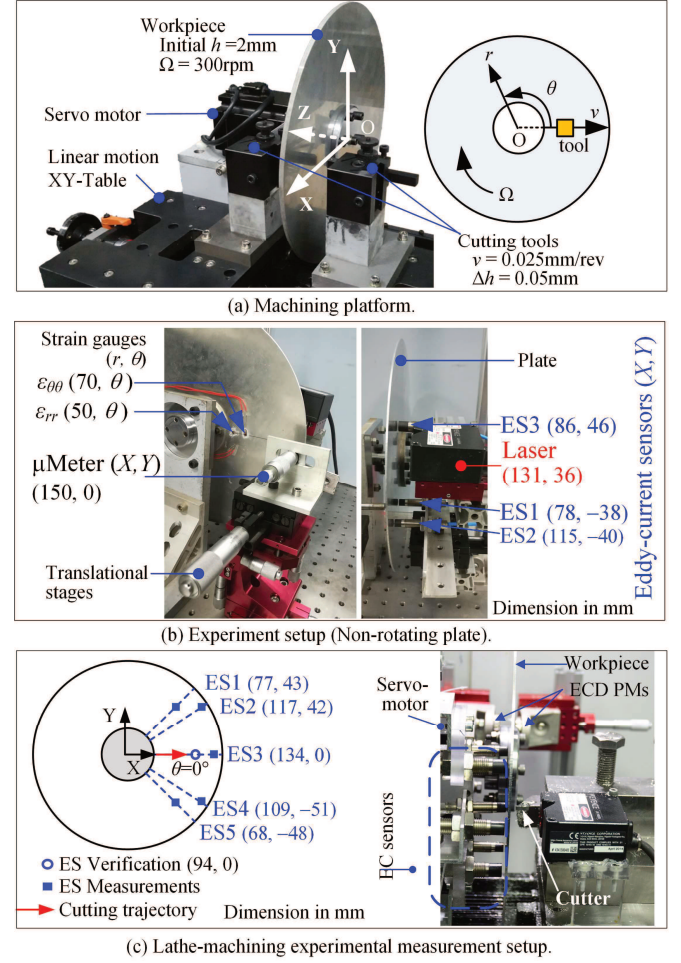 Workpiece
Initial h =2mm
Ω = 300rpm
Servo motor
Linear motion
XY-Table
Y
Z
O
X
r
θ
v
O
tool
Ω
Cutting tools
v = 0.025mm/rev
Δh = 0.05mm
(a) Machining platform.
Strain gauges
(r, θ)
εθθ (70, θ)
εrr (50, θ)
μMeter (X,Y)
(150, 0)
Translational
stages
Plate
ES3 (86, 46)
Laser
(131, 36)
ES1 (78, −38)
ES2 (115, −40)
Eddy-current sensors (X,Y)
Dimension in mm
(b) Experiment setup (Non-rotating plate).
ES1 (77, 43)
ES2 (117, 42)
Y
X
θ=0°
ES3 (134, 0)
ES4 (109, −51)
ES5 (68, −48)
ES Verification (94, 0)
ES Measurements
Cutting trajectory
Dimension in mm
Workpiece
ECD PMs
Servo-
motor
EC sensors
Cutter
(c) Lathe-machining experimental measurement setup.